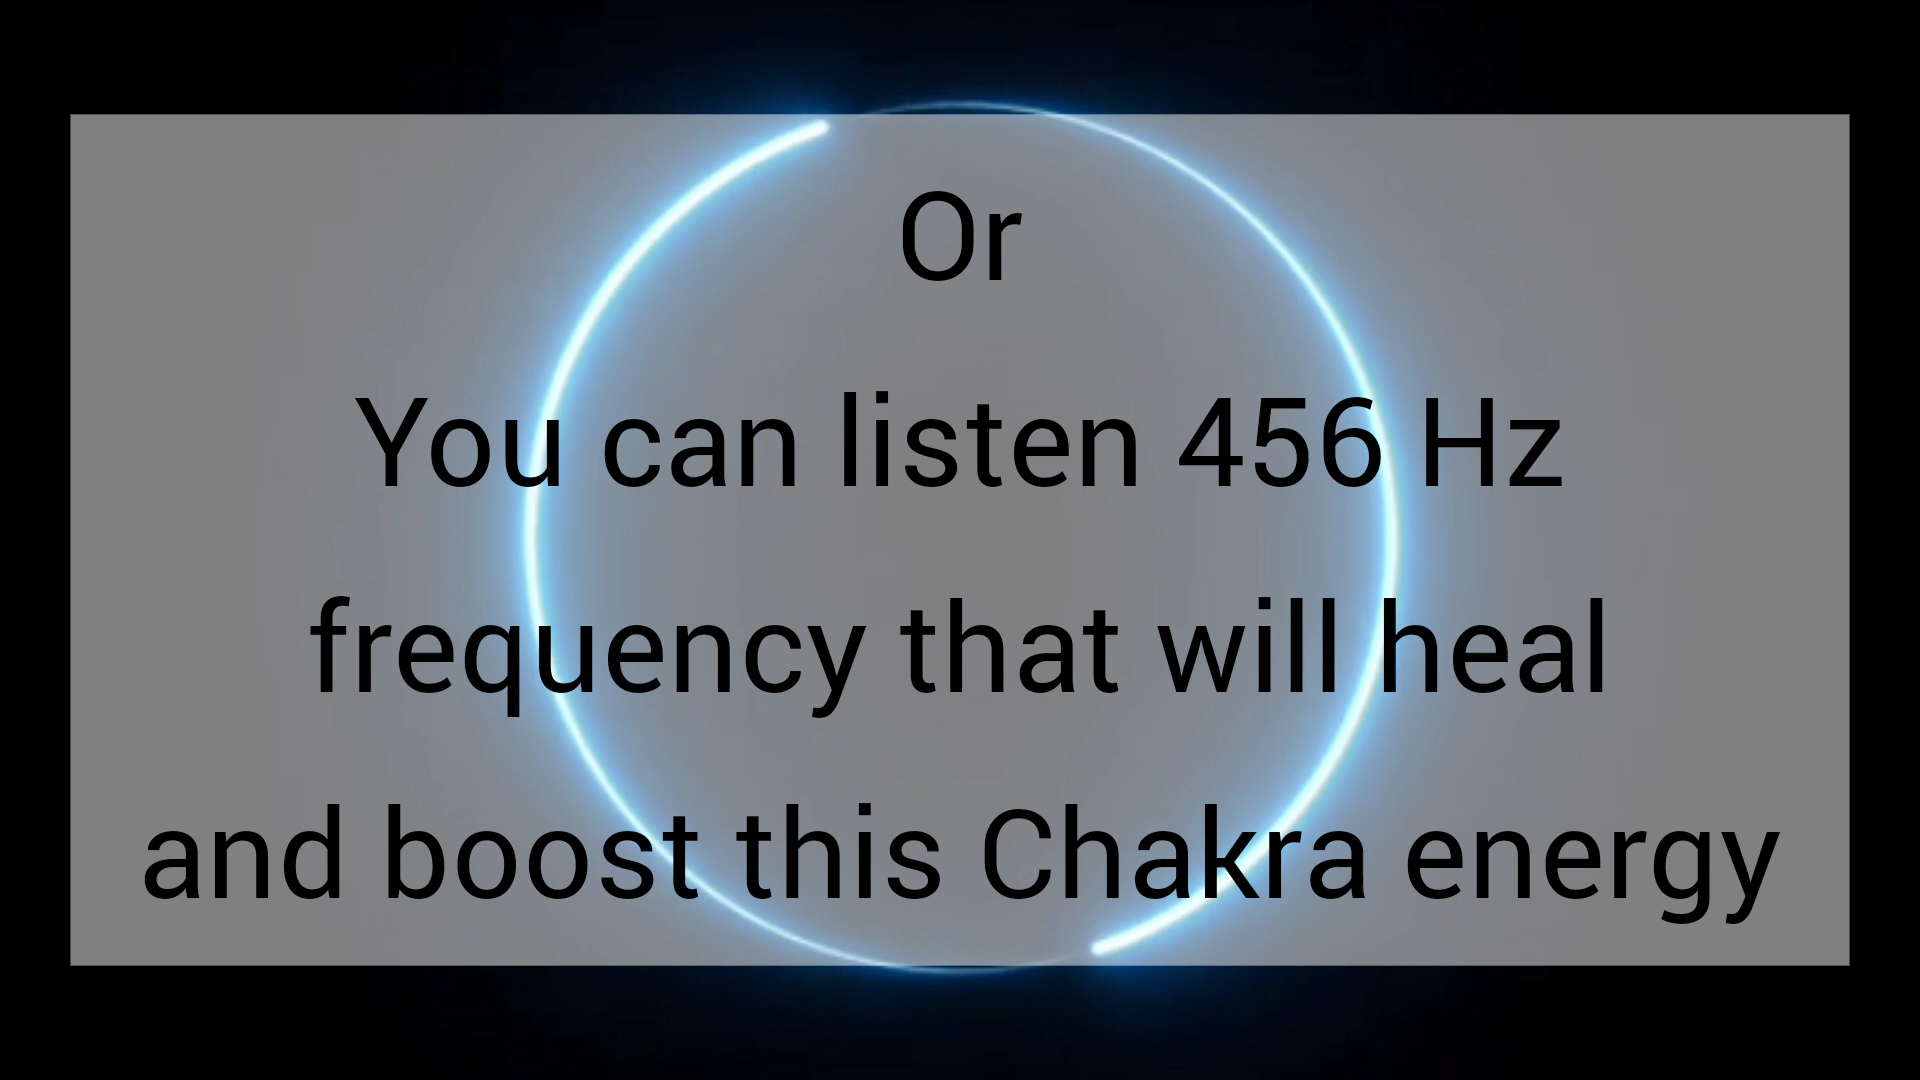 Or
You can listen 456 Hz
frequency that will heal
and boost this Chakra energy